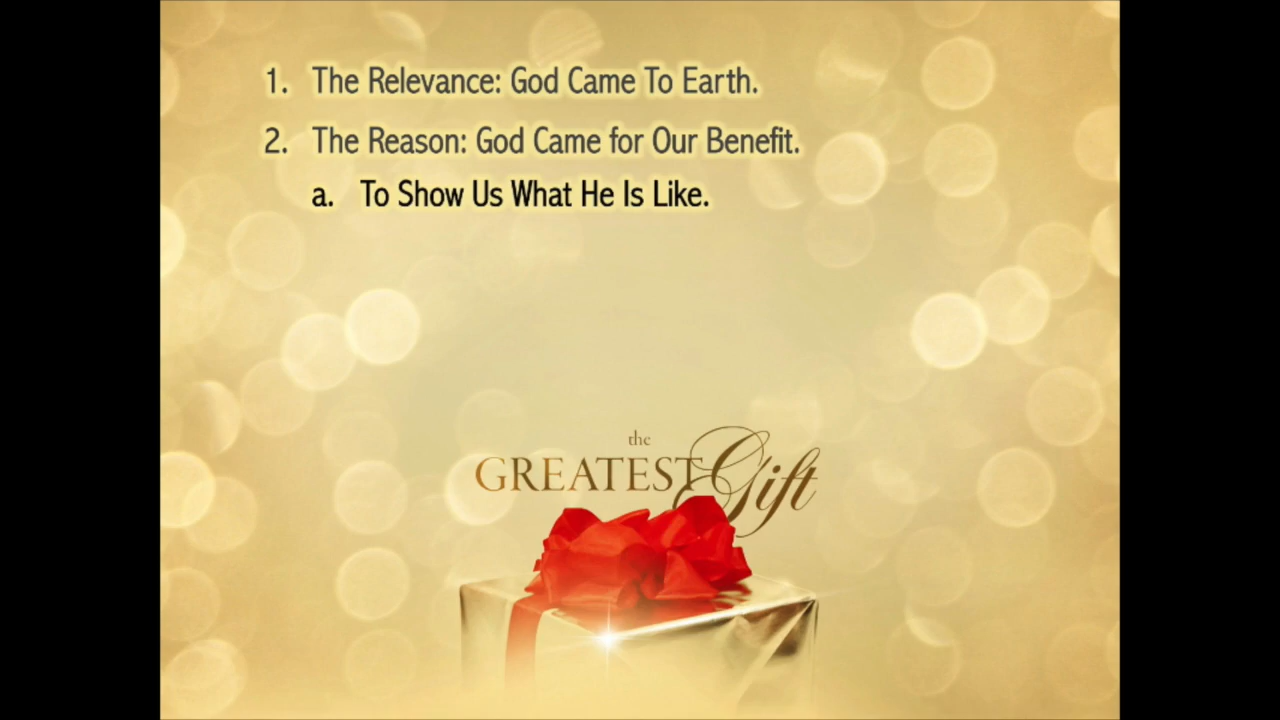 1. The Relevance: God Came To Earth.
2. The Reason: God Came for Our Benefit.
a. To Show Us What He Is Like.
the
GREATEST Gift